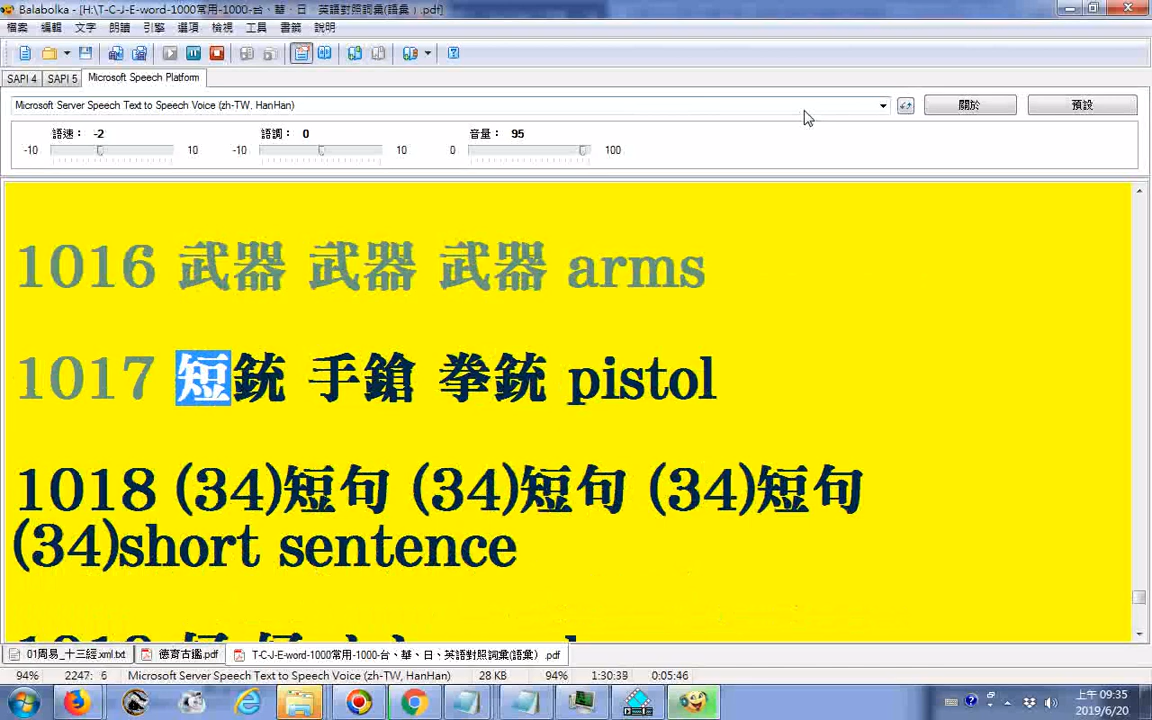 Balabolka - [H:\T-C-J-E-word-1000常用-1000-台、華、日、英語對照詞彙(語彙）.pdf]
檔案 編輯 文字 朗讀 引擎 選項 檢視 工具 書籤 說明
SAPI 4 SAPI 5 Microsoft Speech Platform
Microsoft Server Speech Text to Speech Voice (zh-TW, HanHan) 關於 預設
語速： -2 語調： 0 音量： 95
-10 10 -10 10 0 100
1016 武器 武器 武器 arms
1017 短銃 手鎗 拳銃 pistol
1018 (34)短句 (34)短句 (34)短句
(34)short sentence
01周易_十三經.xml.txt 德育古鑑.pdf T-C-J-E-word-1000常用-1000-台、華、日、英語對照詞彙(語彙）.pdf
94% 2247: 6 Microsoft Server Speech Text to Speech Voice (zh-TW, HanHan) 28 KB 94% 1:30:38 0:05:46
上午 09:35
2019/6/20